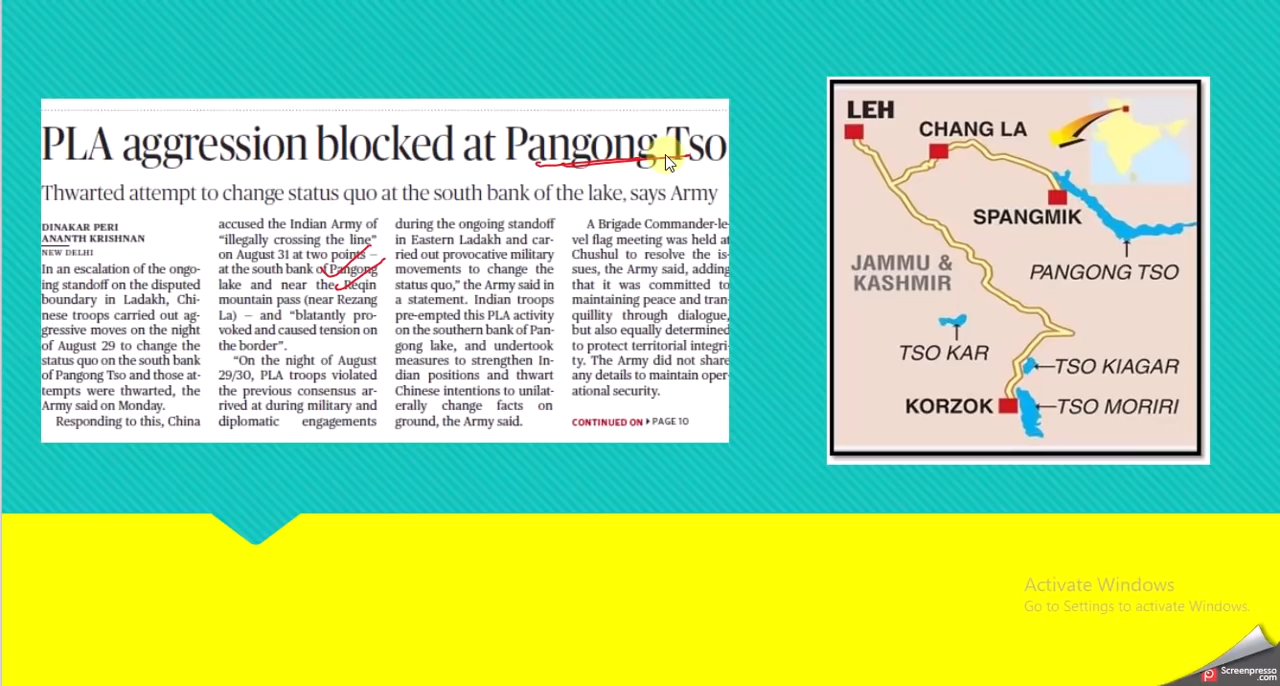 PLA aggression blocked at Pangong Tso
Thwarted attempt to change status quo at the south bank of the lake, says Army
DINAKAR PERI
ANANTH KRISHNAN
NEW DELHI
In an escalation of the ongo-
ing standoff on the disputed
boundary in Ladakh, Chi-
nese troops carried out ag-
gressive moves on the night
of August 29 to change the
status quo on the south bank
of Pangong Tso and those at-
tempts were thwarted, the
Army said on Monday.
Responding to this, China
accused the Indian Army of
“illegally crossing the line”
on August 31 at two points –
at the south bank of Pangong
lake and near the Reqin
mountain pass (near Rezang
La) – and “blatantly pro-
voked and caused tension on
the border”.
“On the night of August
29/30, PLA troops violated
the previous consensus ar-
rived at during military and
diplomatic engagements
during the ongoing standoff
in Eastern Ladakh and car-
ried out provocative military
movements to change the
status quo,” the Army said in
a statement. Indian troops
pre-empted this PLA activity
on the southern bank of Pan-
gong lake, and undertook
measures to strengthen In-
dian positions and thwart
Chinese intentions to unilat-
erally change facts on
ground, the Army said.
A Brigade Commander-le-
vel flag meeting was held at
Chushul to resolve the is-
sues, the Army said, adding
that it was committed to
maintaining peace and tran-
quillity through dialogue,
but also equally determined
to protect territorial integri-
ty. The Army did not share
any details to maintain oper-
ational security.
CONTINUED ON PAGE 10
LEH
CHANG LA
SPANGMIK
PANGONG TSO
JAMMU &
KASHMIR
TSO KAR
TSO KIAGAR
KORZOK
TSO MORIRI
Activate Windows
Go to Settings to activate Windows.
Screenpresso
.com